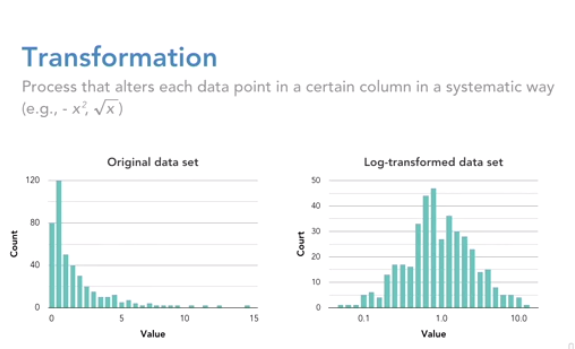 Transformation
Process that alters each data point in a certain column in a systematic way
(e.g., - x², √x)
Original data set
120
80
40
0
Count
0 5 10 15
Value
Log-transformed data set
50
40
30
20
10
0
Court
0.1 1.0 10.0
Value